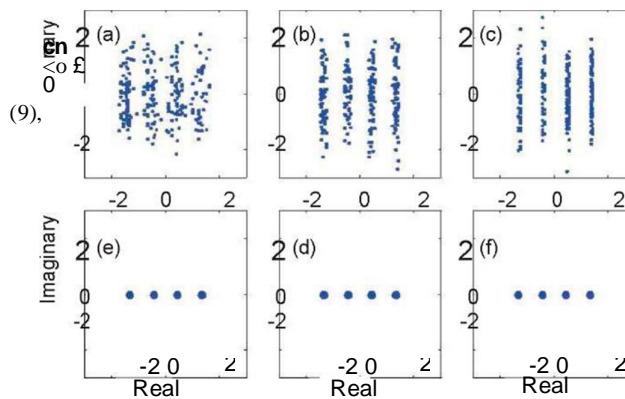 2 (a) 2 (b) 2 (c)
cn
nary
<o £
0 0 0
(9),
-2 -2 -2
-2 0 2 -2 0 2 -2 0 2
Imaginary
2 (e) 2 (d) 2 (f)
0 0 0
-2 -2 -2
-2 0 2 -2 0 2 -2 0 2
Real Real Real